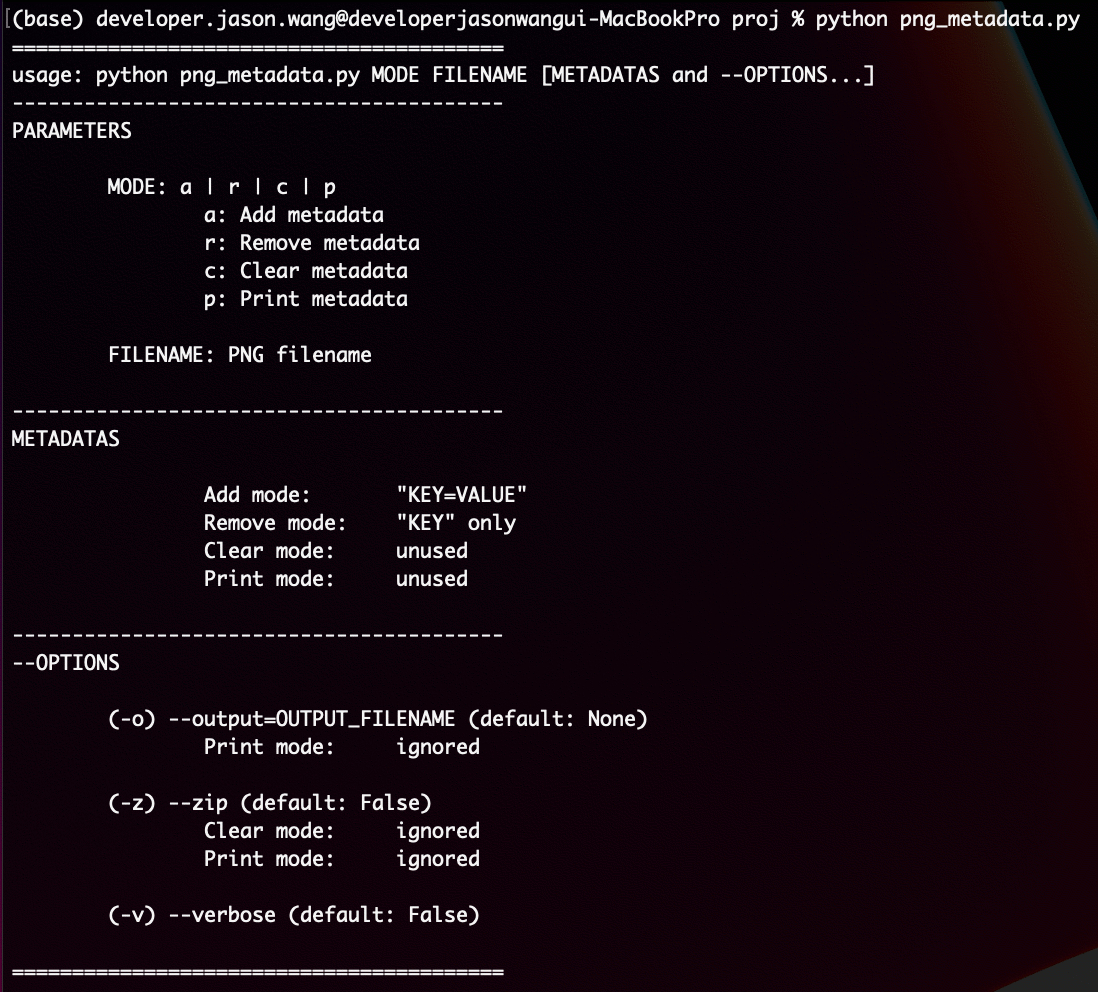 [(base) developer.jason.wang@developerjasonwangui-MacBookPro proj % python png_metadata.py
=========================================
usage: python png_metadata.py MODE FILENAME [METADATAS and --OPTIONS...]
-----------------------------------------
PARAMETERS
MODE: a | r | c | p
a: Add metadata
r: Remove metadata
c: Clear metadata
p: Print metadata
FILENAME: PNG filename
-----------------------------------------
METADATAS
Add mode: "KEY=VALUE"
Remove mode: "KEY" only
Clear mode: unused
Print mode: unused
-----------------------------------------
--OPTIONS
(-o) --output=OUTPUT_FILENAME (default: None)
Print mode: ignored
(-z) --zip (default: False)
Clear mode: ignored
Print mode: ignored
(-v) --verbose (default: False)
=========================================